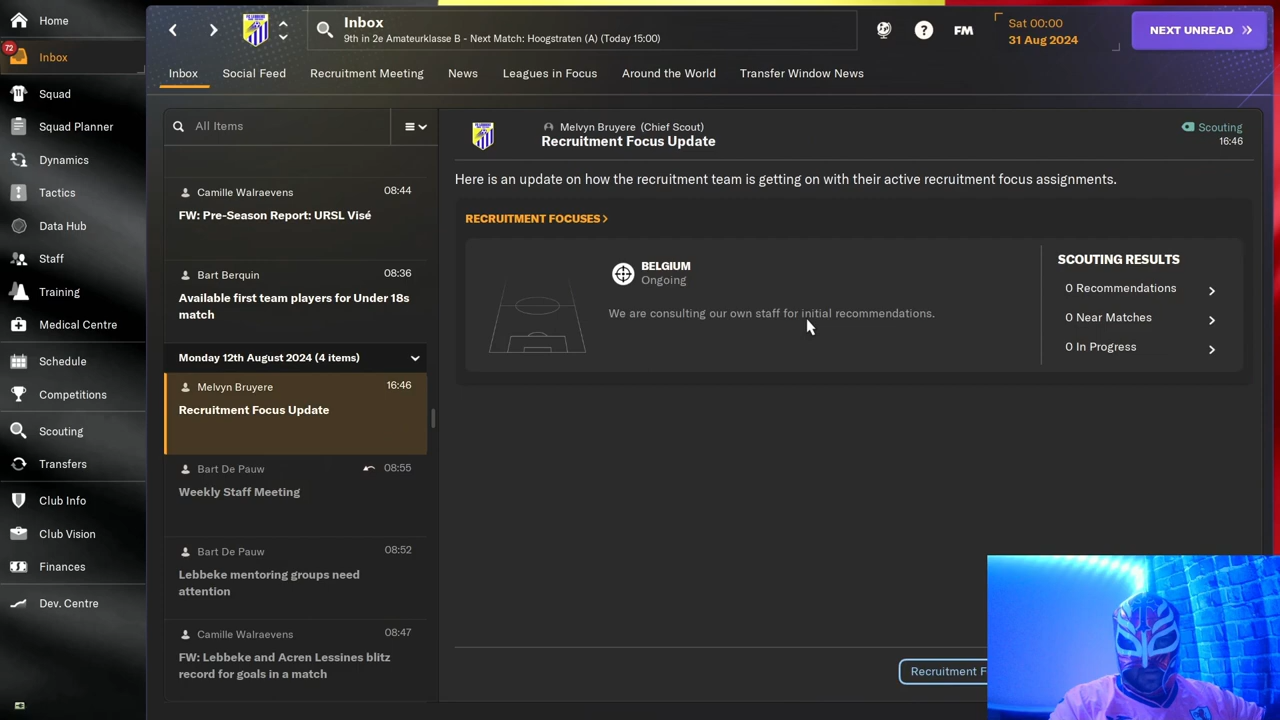 Home
72
Inbox
Squad
Squad Planner
Dynamics
Tactics
Data Hub
Staff
Training
Medical Centre
Schedule
Competitions
Scouting
Transfers
Club Info
Club Vision
Finances
Dev. Centre
Inbox
9th in 2e Amateurklasse B - Next Match: Hoogstraten (A) (Today 15:00)
?
FM
Sat 00:00
31 Aug 2024
NEXT UNREAD
Inbox
Social Feed
Recruitment Meeting
News
Leagues in Focus
Around the World
Transfer Window News
All Items
Camille Walraevens 08:44
FW: Pre-Season Report: URSL Visé
Bart Berquin 08:36
Available first team players for Under 18s
match
Monday 12th August 2024 (4 items)
Melvyn Bruyere 16:46
Recruitment Focus Update
Bart De Pauw 08:55
Weekly Staff Meeting
Bart De Pauw 08:52
Lebbeke mentoring groups need
attention
Camille Walraevens 08:47
FW: Lebbeke and Acren Lessines blitz
record for goals in a match
Melvyn Bruyere (Chief Scout)
Recruitment Focus Update
Scouting
16:46
Here is an update on how the recruitment team is getting on with their active recruitment focus assignments.
RECRUITMENT FOCUSES >
BELGIUM
Ongoing
We are consulting our own staff for initial recommendations.
SCOUTING RESULTS
0 Recommendations
0 Near Matches
0 In Progress
Recruitment F